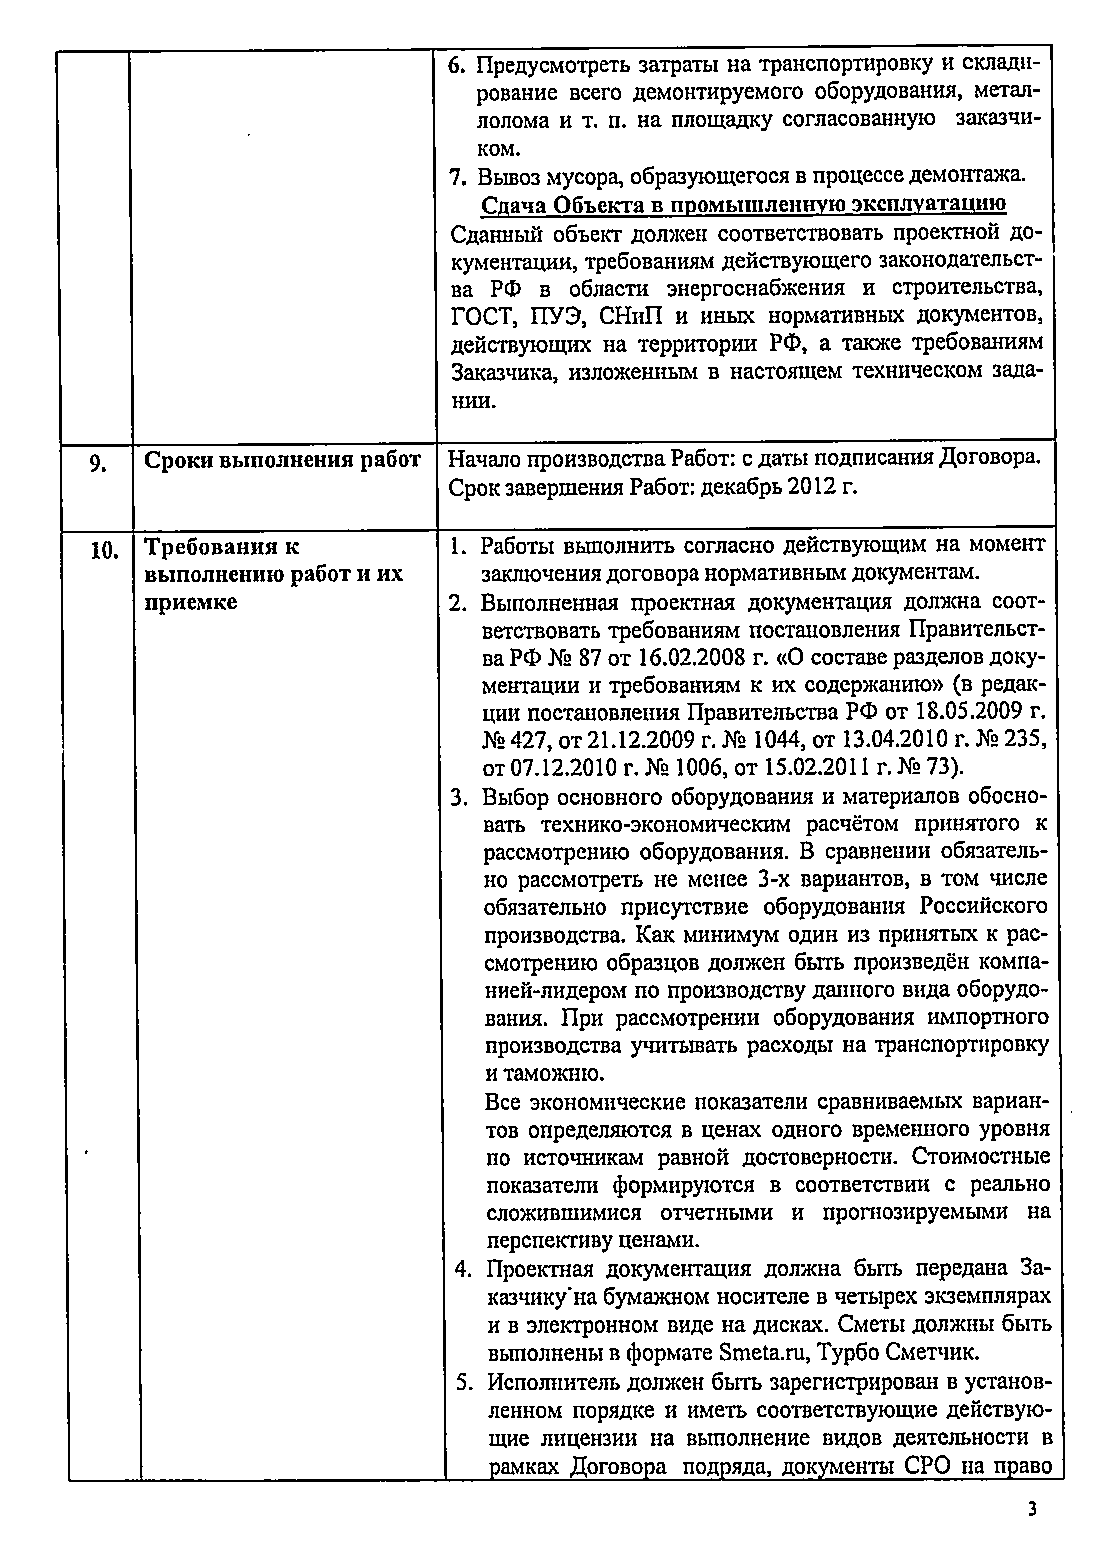 6. Предусмотреть затраты на транспортировку и склади-
рование всего демонтируемого оборудования, метал-
лолома и т. п. на площадку согласованную заказчи-
ком.
7. Вывоз мусора, образующегося в процессе демонтажа.
Сдача Объекта в промышленную эксплуатацию
Сданный объект должен соответствовать проектной до-
кументации, требованиям действующего законодательст-
ва РФ в области энергоснабжения и строительства,
ГОСТ, ПУЭ, СНиП и иных нормативных документов,
действующих на территории РФ, а также требованиям
Заказчика, изложенным в настоящем техническом зада-
нии.
9. Сроки выполнения работ
Начало производства Работ: с даты подписания Договора.
Срок завершения Работ: декабрь 2012 г.
10. Требования к
выполнению работ и их
приемке
1. Работы выполнить согласно действующим на момент
заключения договора нормативным документам.
2. Выполненная проектная документация должна соот-
ветствовать требованиям постановления Правительст-
ва РФ № 87 от 16.02.2008 г. «О составе разделов доку-
ментации и требованиям к их содержанию» (в редак-
ции постановления Правительства РФ от 18.05.2009 г.
№ 427, от 21.12.2009 г. № 1044, от 13.04.2010 г. № 235,
от 07.12.2010 г. № 1006, от 15.02.2011 г. № 73).
3. Выбор основного оборудования и материалов обосно-
вать технико-экономическим расчётом принятого к
рассмотрению оборудования. В сравнении обязатель-
но рассмотреть не менее 3-х вариантов, в том числе
обязательно присутствие оборудования Российского
производства. Как минимум один из принятых к рас-
смотрению образцов должен быть произведён компа-
нией-лидером по производству данного вида оборудо-
вания. При рассмотрении оборудования импортного
производства учитывать расходы на транспортировку
и таможню.
Все экономические показатели сравниваемых вариан-
тов определяются в ценах одного временного уровня
по источникам равной достоверности. Стоимостные
показатели формируются в соответствии с реально
сложившимися отчетными и прогнозируемыми на
перспективу ценами.
4. Проектная документация должна быть передана За-
казчику на бумажном носителе в четырех экземплярах
и в электронном виде на дисках. Сметы должны быть
выполнены в формате Smeta.ru, Турбо Сметчик.
5. Исполнитель должен быть зарегистрирован в установ-
ленном порядке и иметь соответствующие действую-
щие лицензии на выполнение видов деятельности в
рамках Договора подряда, документы СРО на право
3